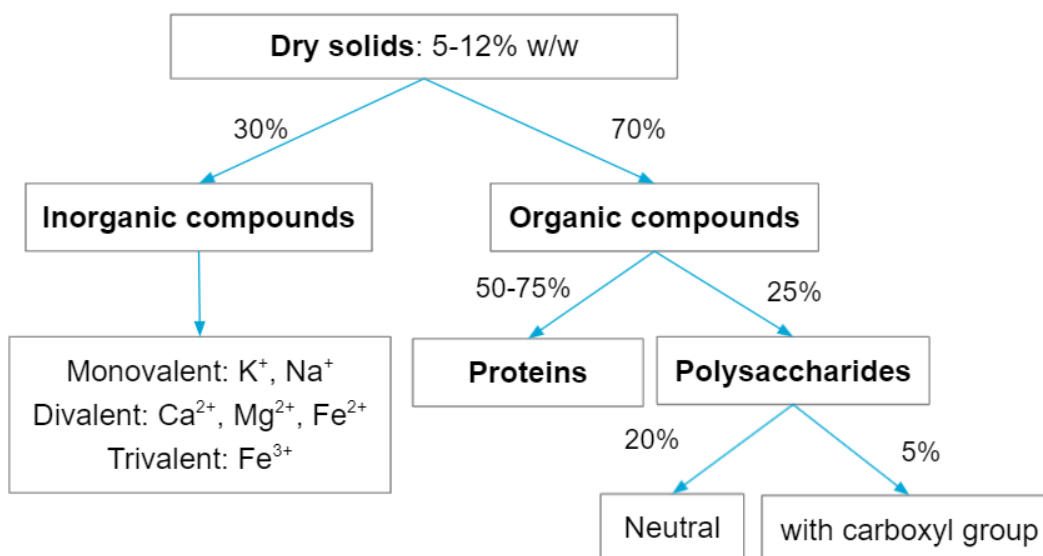 Dry solids: 5-12% w/w
30%
70%
Inorganic compounds
Organic compounds
50-75%
25%
Monovalent: K⁺, Na⁺
Divalent: Ca²⁺, Mg²⁺, Fe²⁺
Trivalent: Fe³⁺
Proteins
Polysaccharides
20%
5%
Neutral
with carboxyl group